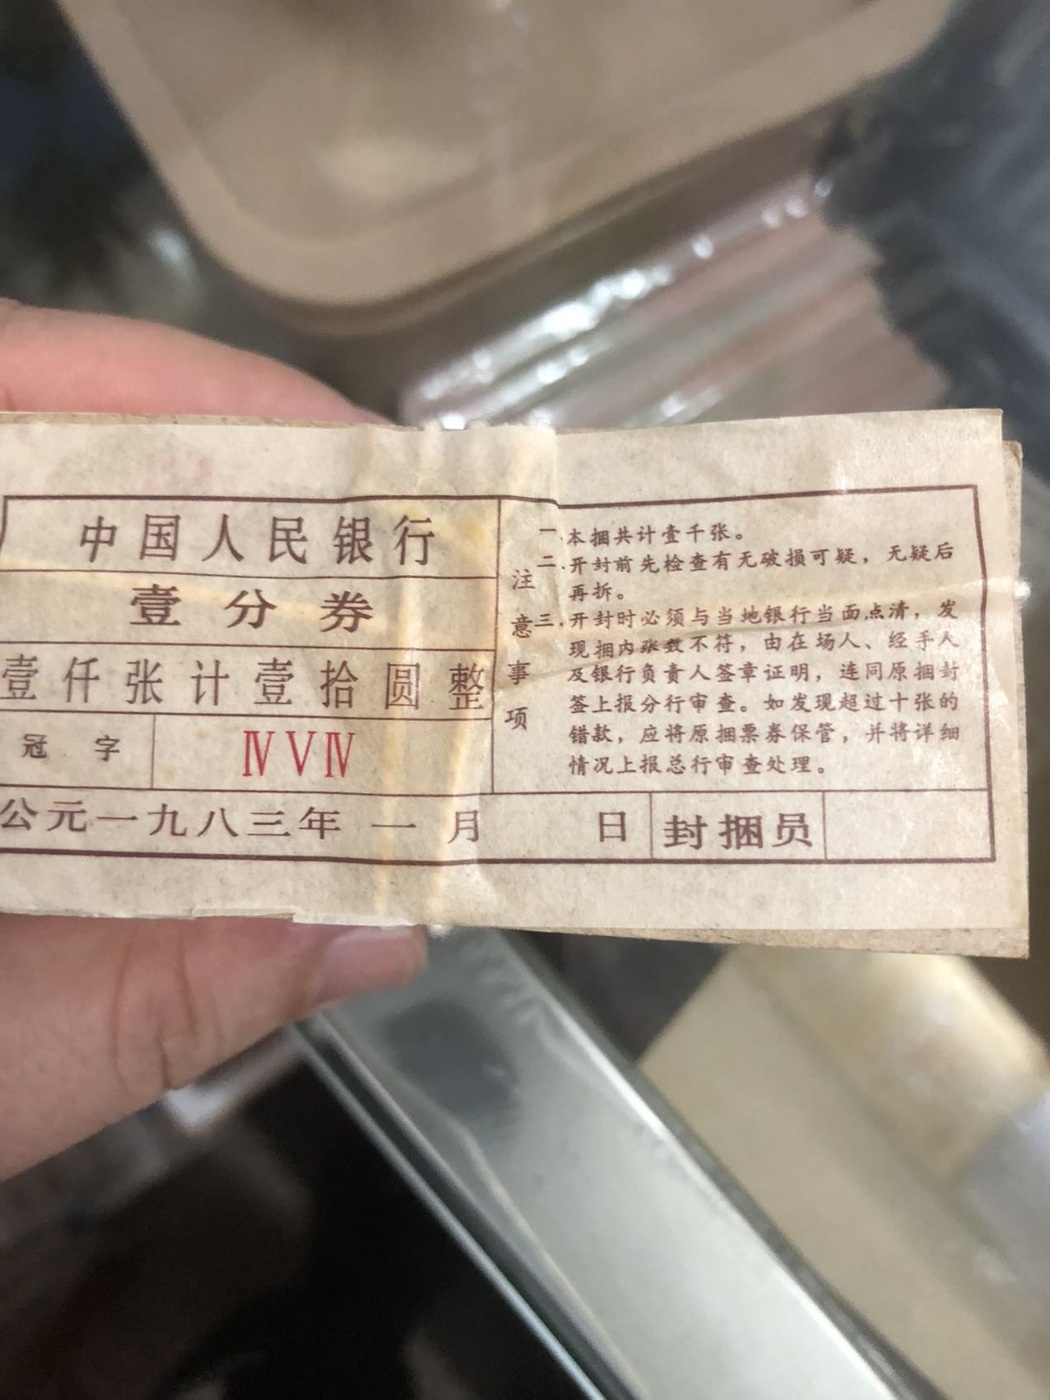 中国人民银行
壹分券
壹仟张计壹拾圆整
冠字 ⅣⅤⅣ
公元一九八三年一月 日 封捆员
注意事项
一.本捆共计壹千张。
二.开封前先检查有无破损可疑，无疑后
再拆。
三.开封时必须与当地银行当面点清，发
现捆内张数不符，由在场人、经手人
及银行负责人签章证明，连同原捆封
签上报分行审查。如发现超过十张的
错款，应将原捆票券保管，并将详细
情况上报总行审查处理。